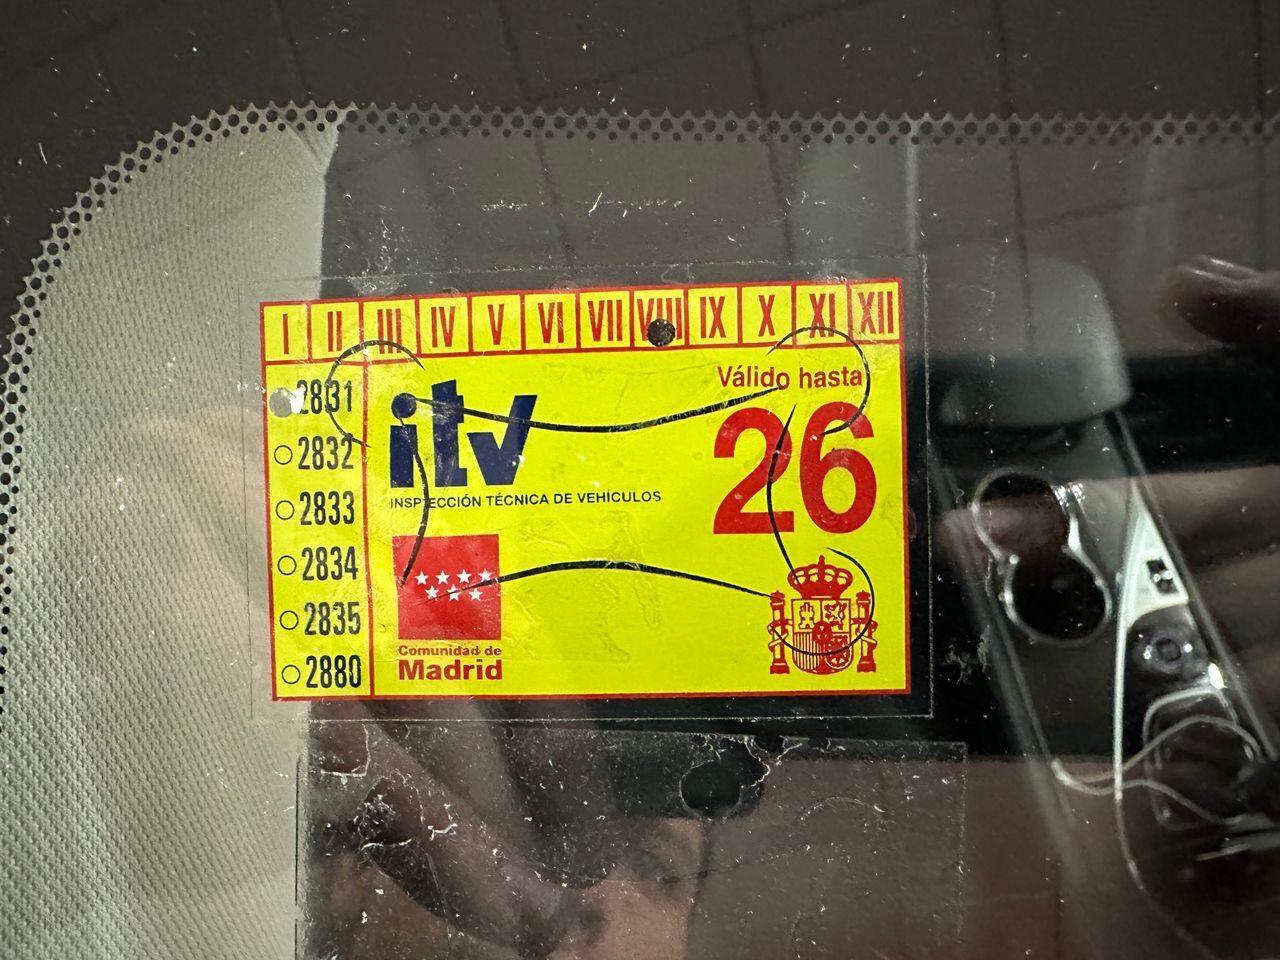 I II III IV V VI VII VIII IX X XI XII
2831
2832
2833
2834
2835
2880
itv
INSPECCIÓN TÉCNICA DE VEHÍCULOS
Válido hasta
26
Comunidad de
Madrid